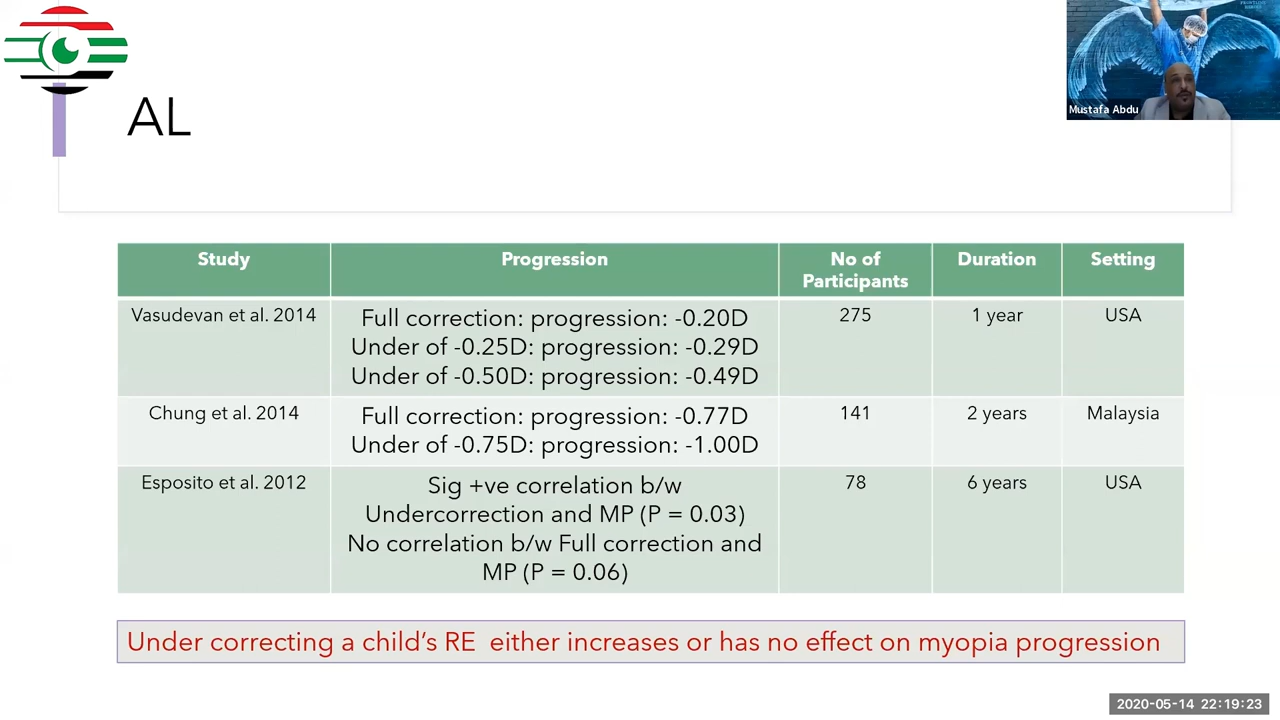 AL
Mustafa Abdu
Study
Progression
No of
Participants
Duration
Setting
Vasudevan et al. 2014
Full correction: progression: -0.20D
Under of -0.25D: progression: -0.29D
Under of -0.50D: progression: -0.49D
275
1 year
USA
Chung et al. 2014
Full correction: progression: -0.77D
Under of -0.75D: progression: -1.00D
141
2 years
Malaysia
Esposito et al. 2012
Sig +ve correlation b/w
Undercorrection and MP (P = 0.03)
No correlation b/w Full correction and
MP (P = 0.06)
78
6 years
USA
Under correcting a child's RE either increases or has no effect on myopia progression
2020-05-14 22:19:23